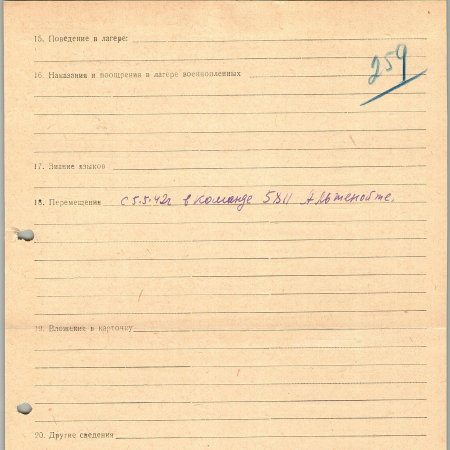 15. Поведение в лагере:
259
16. Наказания и поощрения в лагере военнопленных
17. Знание языков
18. Перемещения с 5.5.42г в команде 5811 Альтенойте.
19. Вложение в карточку
20. Другие сведения